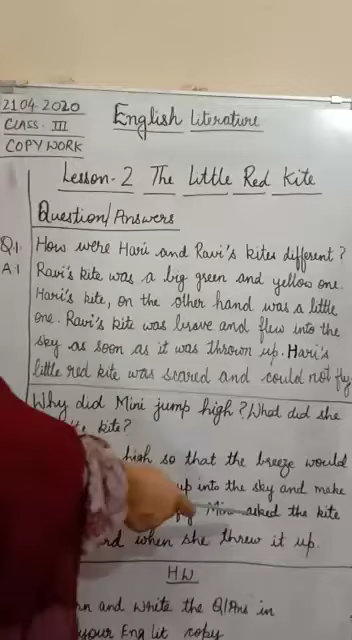 21.04.2020
CLASS - III
COPY WORK
English Literature
Lesson - 2 The Little Red Kite
Question/Answers
Q1 How were Hari and Ravi's kites different?
A1 Ravi's kite was a big green and yellow one.
Hari's kite, on the other hand was a little
one. Ravi's kite was brave and flew into the
sky as soon as it was thrown up. Hari's
little red kite was scared and could not fly
Why did Mini jump high? What did she
kite?
high so that the breeze would
up into the sky and make
Mini asked the kite
when she threw it up.
HW
and write the Q/Ans in
your Eng lit copy